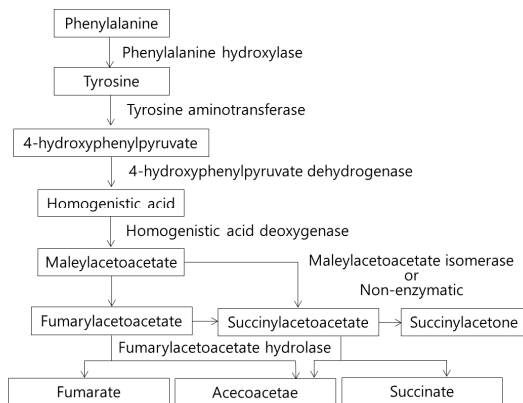 Phenylalanine
Phenylalanine hydroxylase
Tyrosine
Tyrosine aminotransferase
4-hydroxyphenylpyruvate
4-hydroxyphenylpyruvate dehydrogenase
Homogenistic acid
Homogenistic acid deoxygenase
Maleylacetoacetate
Maleylacetoacetate isomerase
or
Non-enzymatic
Fumarylacetoacetate
Succinylacetoacetate
Succinylacetone
Fumarylacetoacetate hydrolase
Fumarate
Acecoacetae
Succinate